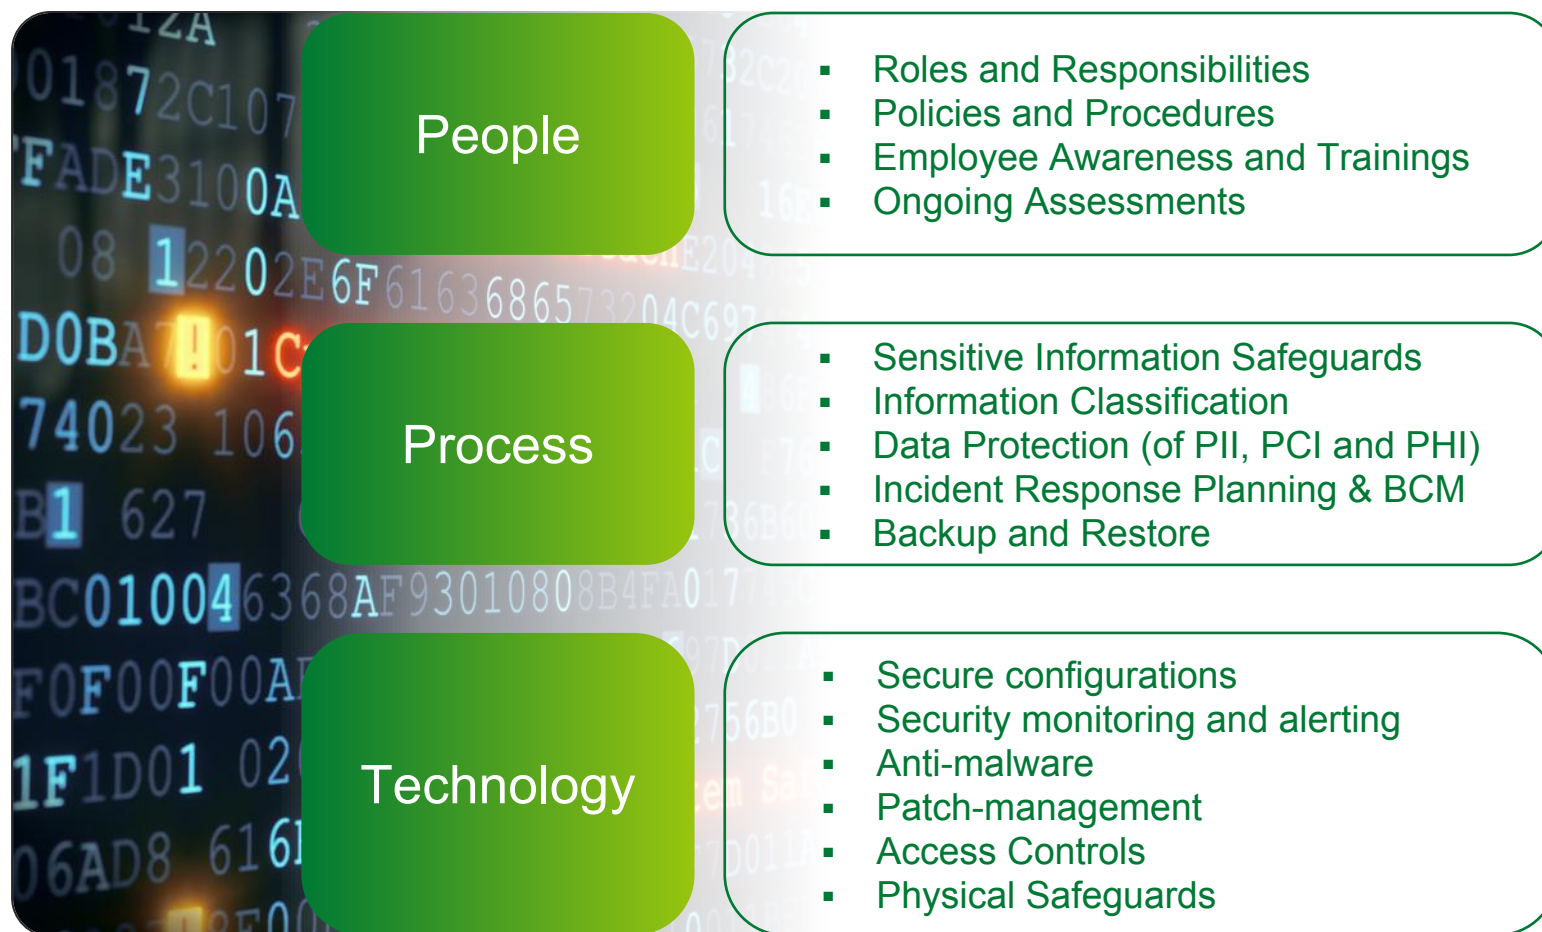 People
▪ Roles and Responsibilities
▪ Policies and Procedures
▪ Employee Awareness and Trainings
▪ Ongoing Assessments
Process
▪ Sensitive Information Safeguards
▪ Information Classification
▪ Data Protection (of PII, PCI and PHI)
▪ Incident Response Planning & BCM
▪ Backup and Restore
Technology
▪ Secure configurations
▪ Security monitoring and alerting
▪ Anti-malware
▪ Patch-management
▪ Access Controls
▪ Physical Safeguards